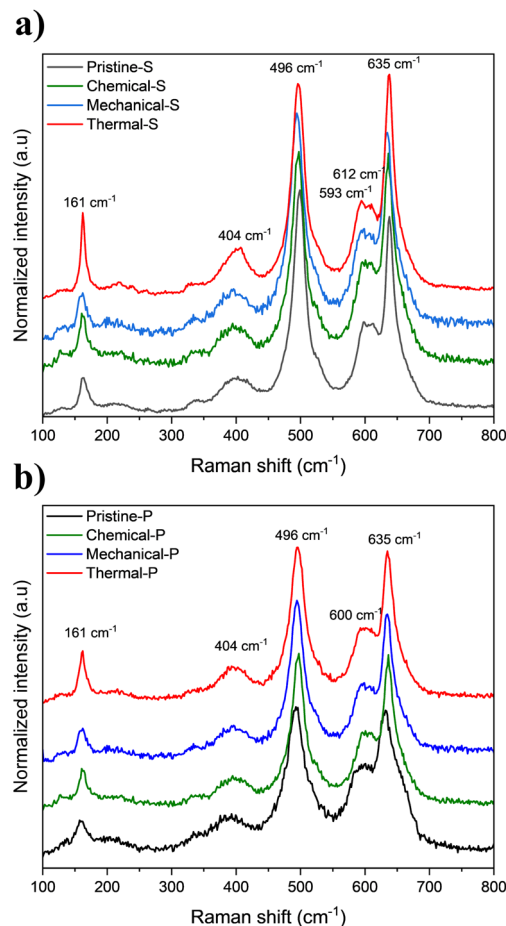 a)
Pristine-S
Chemical-S
Mechanical-S
Thermal-S
161 cm⁻¹
404 cm⁻¹
496 cm⁻¹
593 cm⁻¹
612 cm⁻¹
635 cm⁻¹
Normalized intensity (a.u)
100 200 300 400 500 600 700 800
Raman shift (cm⁻¹)
b)
Pristine-P
Chemical-P
Mechanical-P
Thermal-P
161 cm⁻¹
404 cm⁻¹
496 cm⁻¹
600 cm⁻¹
635 cm⁻¹
Normalized intensity (a.u)
100 200 300 400 500 600 700 800
Raman shift (cm⁻¹)